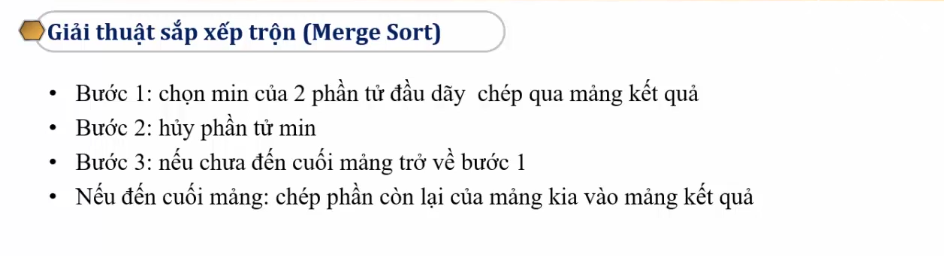 Giải thuật sắp xếp trộn (Merge Sort)
• Bước 1: chọn min của 2 phần tử đầu dãy chép qua mảng kết quả
• Bước 2: hủy phần tử min
• Bước 3: nếu chưa đến cuối mảng trở về bước 1
• Nếu đến cuối mảng: chép phần còn lại của mảng kia vào mảng kết quả